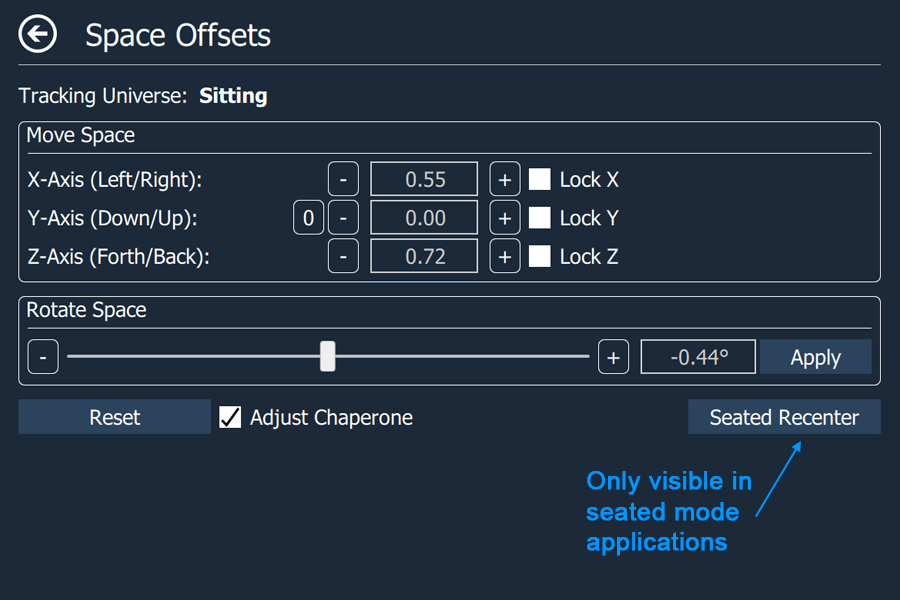 Space Offsets
Tracking Universe: Sitting
Move Space
X-Axis (Left/Right): - 0.55 + Lock X
Y-Axis (Down/Up): 0 - 0.00 + Lock Y
Z-Axis (Forth/Back): - 0.72 + Lock Z
Rotate Space
- + -0.44° Apply
Reset Adjust Chaperone Seated Recenter
Only visible in
seated mode
applications